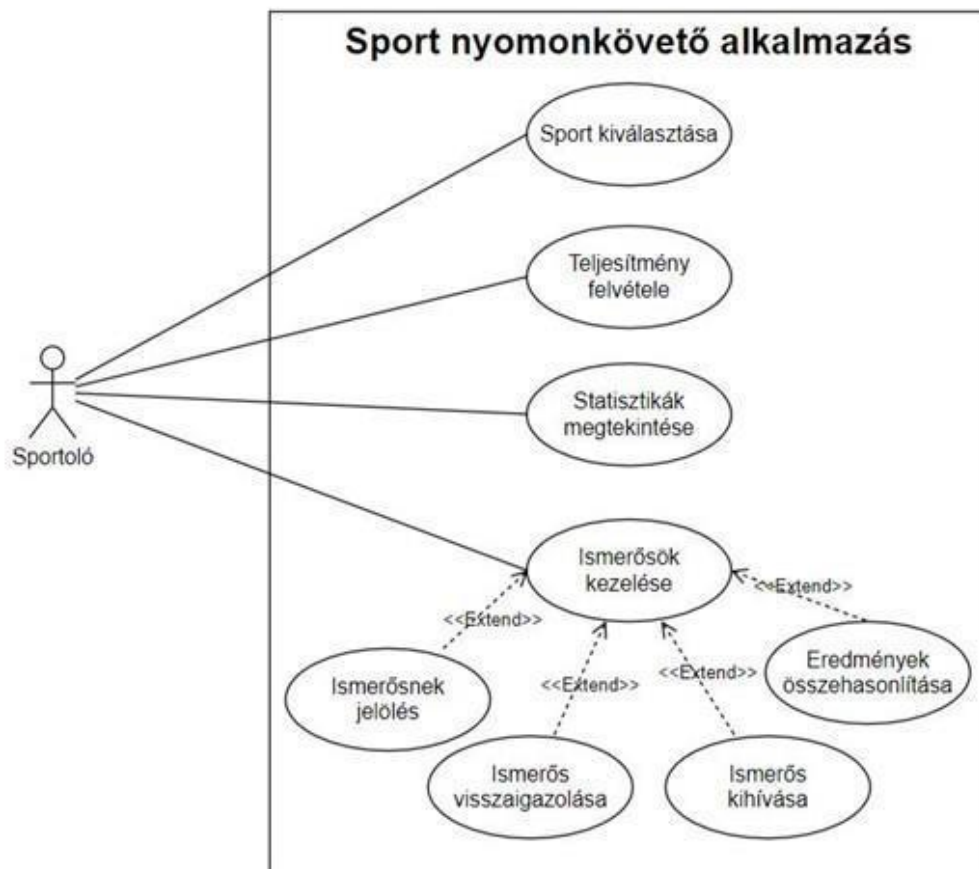 Sport nyomonkövető alkalmazás
Sport kiválasztása
Teljesítmény
felvétele
Statisztikák
megtekintése
Sportoló
Ismerősök
kezelése
<<Extend>>
<<Extend>>
<<Extend>>
<<Extend>>
Ismerősnek
jelölés
Eredmények
összehasonlítása
Ismerős
visszaigazolása
Ismerős
kihívása